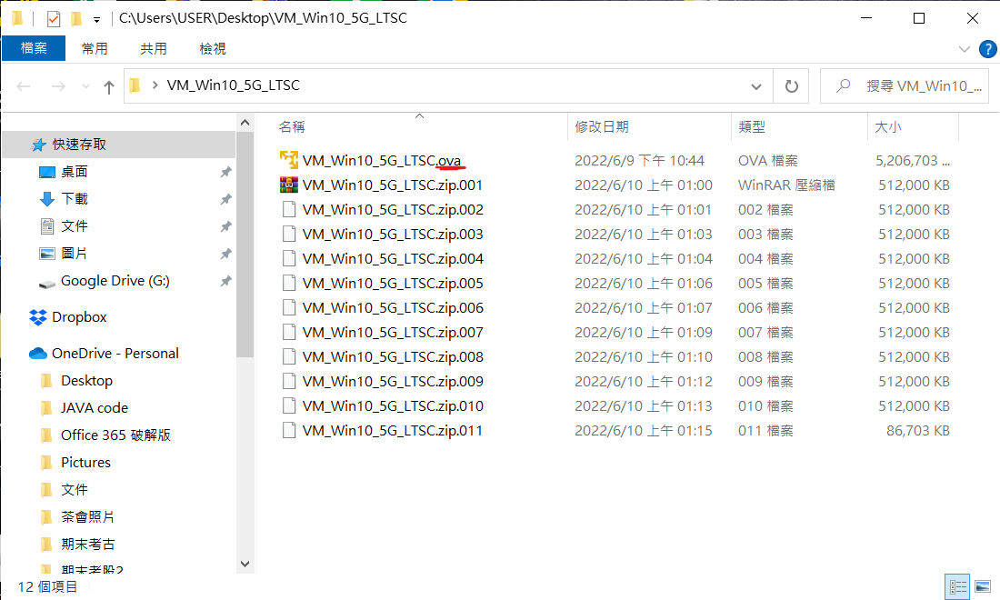 C:\Users\USER\Desktop\VM_Win10_5G_LTSC
檔案 常用 共用 檢視
VM_Win10_5G_LTSC 搜尋 VM_Win10_...
名稱 修改日期 類型 大小
快速存取
桌面
下載
文件
圖片
Google Drive (G:)
Dropbox
OneDrive - Personal
Desktop
JAVA code
Office 365 破解版
Pictures
文件
茶會照片
期末考古
期末考股2
VM_Win10_5G_LTSC.ova 2022/6/9 下午 10:44 OVA 檔案 5,206,703 ...
VM_Win10_5G_LTSC.zip.001 2022/6/10 上午 01:00 WinRAR 壓縮檔 512,000 KB
VM_Win10_5G_LTSC.zip.002 2022/6/10 上午 01:01 002 檔案 512,000 KB
VM_Win10_5G_LTSC.zip.003 2022/6/10 上午 01:03 003 檔案 512,000 KB
VM_Win10_5G_LTSC.zip.004 2022/6/10 上午 01:04 004 檔案 512,000 KB
VM_Win10_5G_LTSC.zip.005 2022/6/10 上午 01:06 005 檔案 512,000 KB
VM_Win10_5G_LTSC.zip.006 2022/6/10 上午 01:07 006 檔案 512,000 KB
VM_Win10_5G_LTSC.zip.007 2022/6/10 上午 01:09 007 檔案 512,000 KB
VM_Win10_5G_LTSC.zip.008 2022/6/10 上午 01:10 008 檔案 512,000 KB
VM_Win10_5G_LTSC.zip.009 2022/6/10 上午 01:12 009 檔案 512,000 KB
VM_Win10_5G_LTSC.zip.010 2022/6/10 上午 01:13 010 檔案 512,000 KB
VM_Win10_5G_LTSC.zip.011 2022/6/10 上午 01:15 011 檔案 86,703 KB
12 個項目